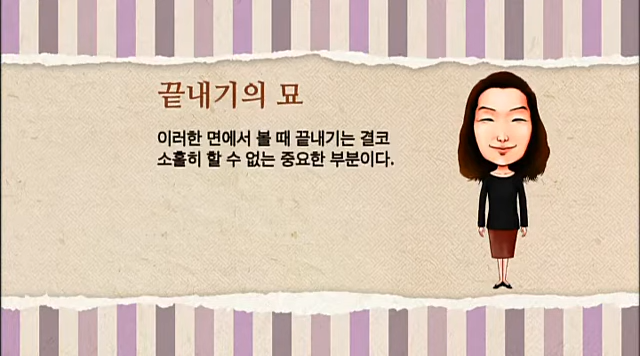 끝내기의 묘
이러한 면에서 볼 때 끝내기는 결코
소홀히 할 수 없는 중요한 부분이다.